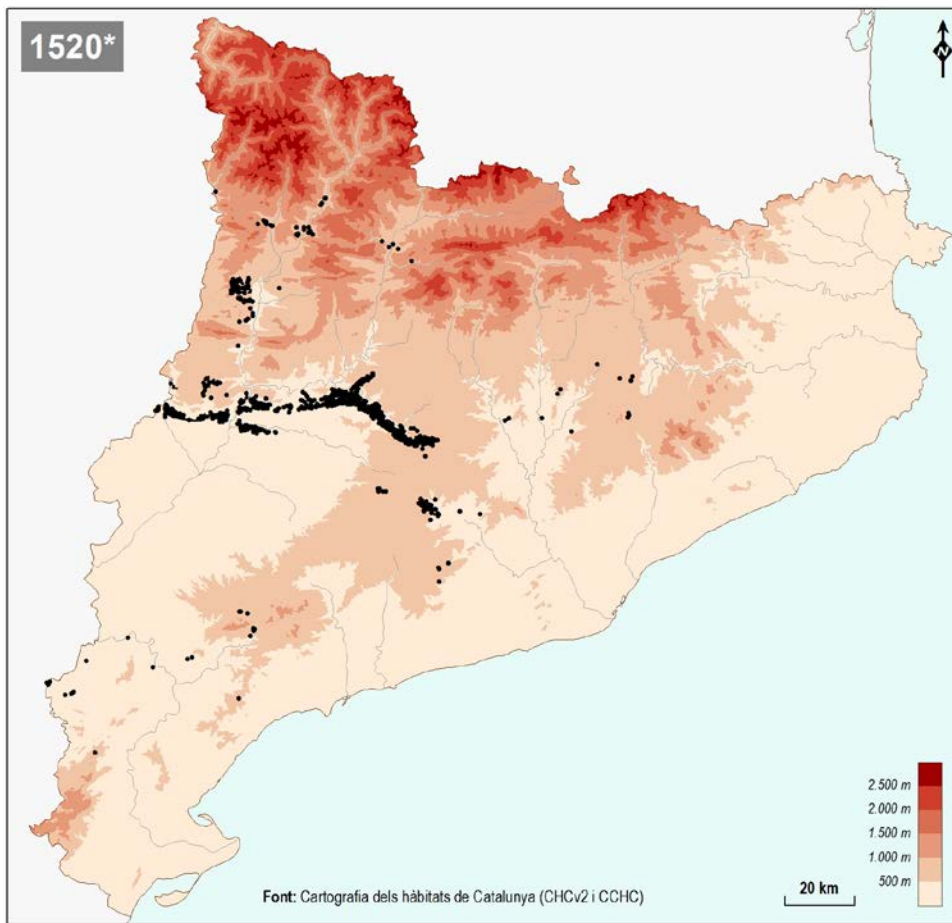 1520*
N
2.500 m
2.000 m
1.500 m
1.000 m
500 m
20 km
Font: Cartografia dels hàbitats de Catalunya (CHCv2 i CCHC)